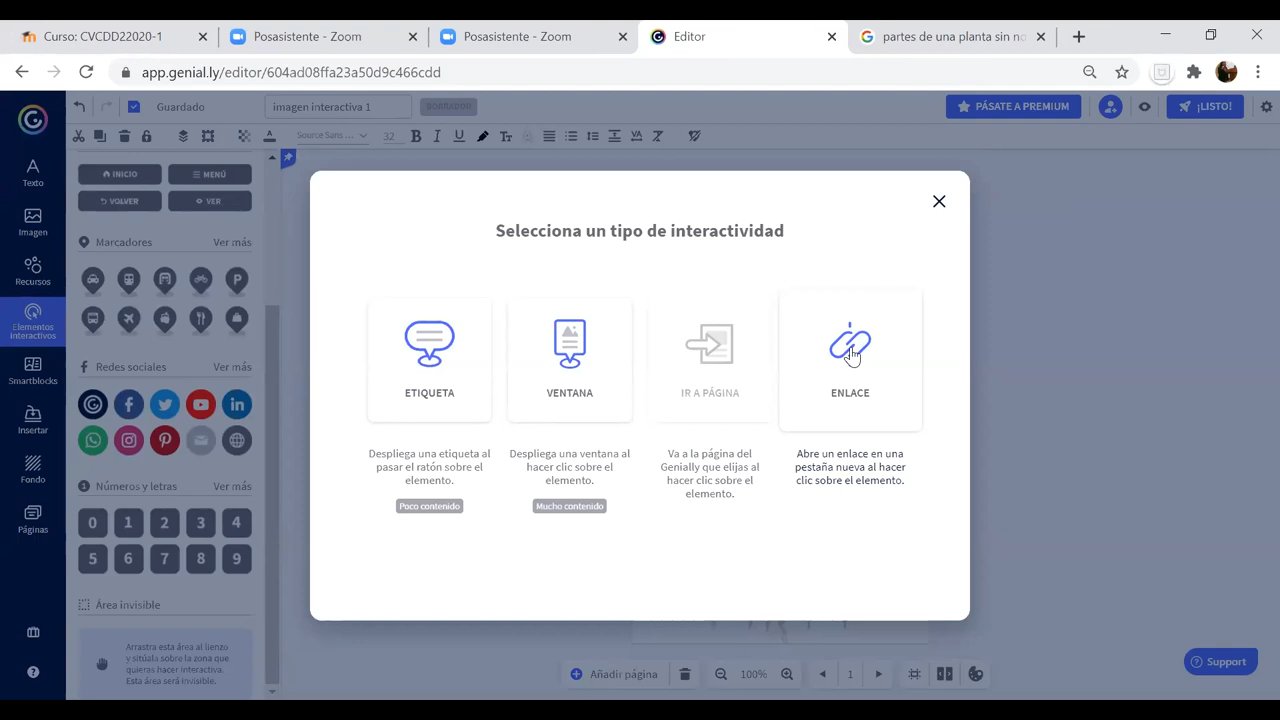 Curso: CVCDD22020-1
Posasistente - Zoom
Posasistente - Zoom
Editor
partes de una planta sin no
app.genial.ly/editor/604ad08ffa23a50d9c466cdd
Guardado
imagen interactiva 1
BORRADOR
PÁSATE A PREMIUM
¡LISTO!
Source Sans ...
32
Texto
Imagen
Recursos
Elementos
interactivos
Smartblocks
Insertar
Fondo
Páginas
INICIO
MENÚ
VOLVER
VER
Marcadores
Ver más
Redes sociales
Ver más
Números y letras
Ver más
0 1 2 3 4
5 6 7 8 9
Área invisible
Arrastra esta área al lienzo
y sitúala sobre la zona que
quieras hacer interactiva.
Esta área será invisible.
Selecciona un tipo de interactividad
ETIQUETA
Despliega una etiqueta al
pasar el ratón sobre el
elemento.
Poco contenido
VENTANA
Despliega una ventana al
hacer clic sobre el
elemento.
Mucho contenido
IR A PÁGINA
Va a la página del
Genially que elijas al
hacer clic sobre el
elemento.
ENLACE
Abre un enlace en una
pestaña nueva al hacer
clic sobre el elemento.
Añadir página
100%
1
Support